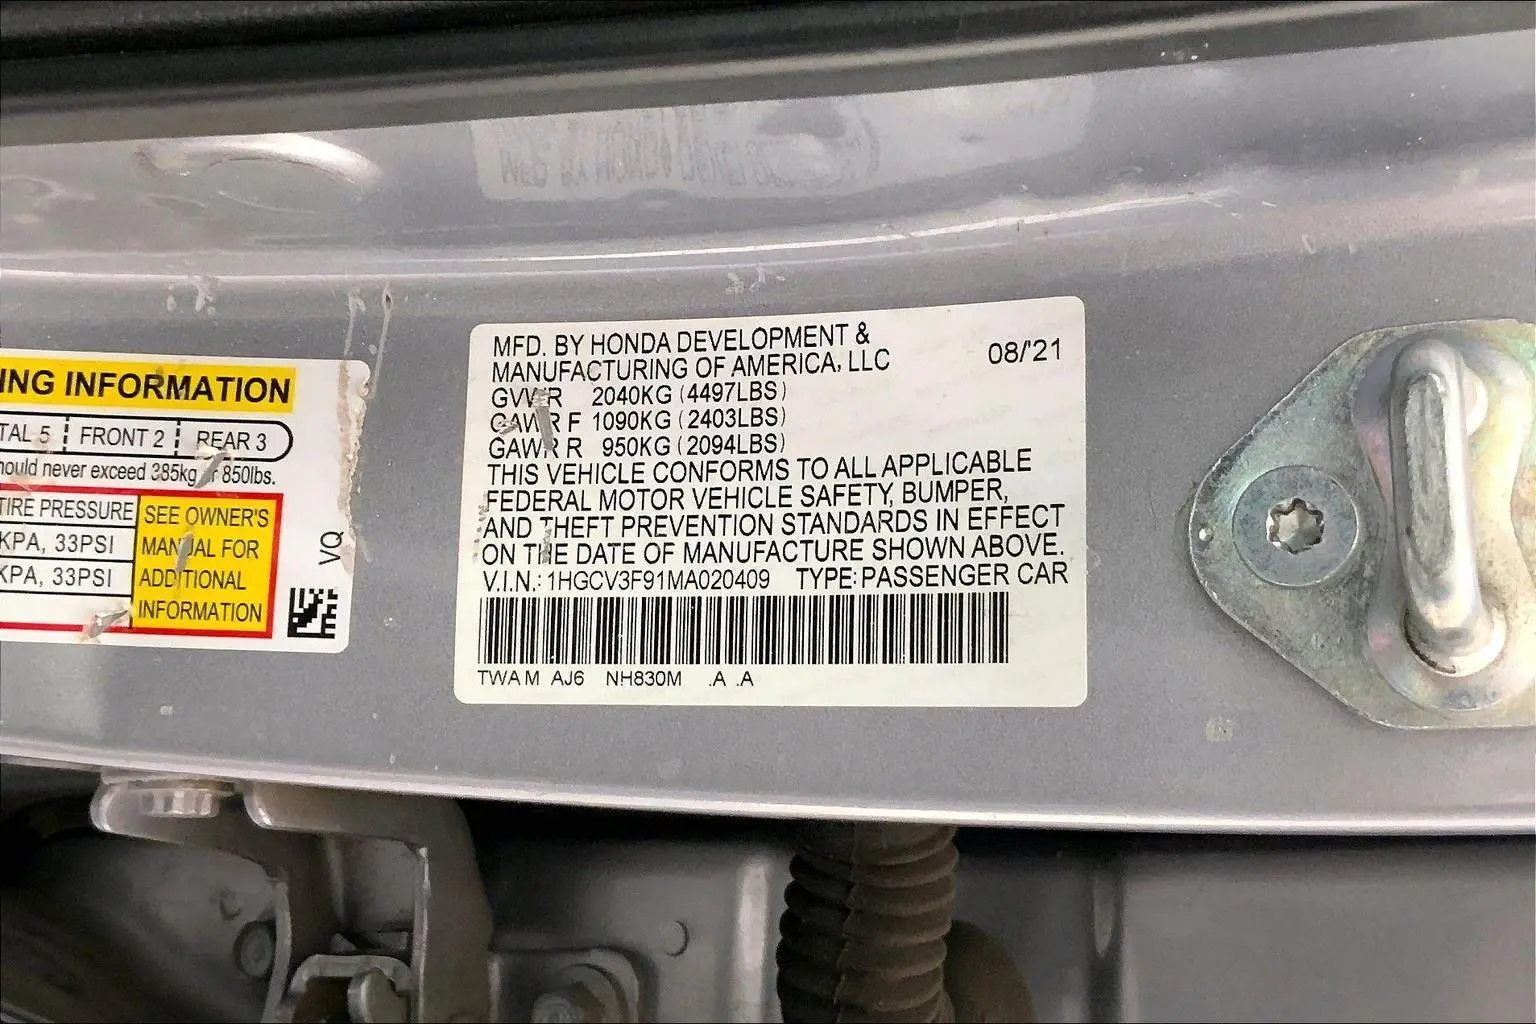 ING INFORMATION
TAL 5 FRONT 2 REAR 3
ould never exceed 385kg or 850lbs.
TIRE PRESSURE
KPA, 33PSI
KPA, 33PSI
SEE OWNER'S
MANUAL FOR
ADDITIONAL
INFORMATION
VQ
MFD. BY HONDA DEVELOPMENT &
MANUFACTURING OF AMERICA, LLC
08/'21
GVWR 2040KG (4497LBS)
GAWR F 1090KG (2403LBS)
GAWR R 950KG (2094LBS)
THIS VEHICLE CONFORMS TO ALL APPLICABLE
FEDERAL MOTOR VEHICLE SAFETY, BUMPER,
AND THEFT PREVENTION STANDARDS IN EFFECT
ON THE DATE OF MANUFACTURE SHOWN ABOVE.
V.I.N.: 1HGCV3F91MA020409 TYPE: PASSENGER CAR
TWA M AJ6 NH830M .A .A